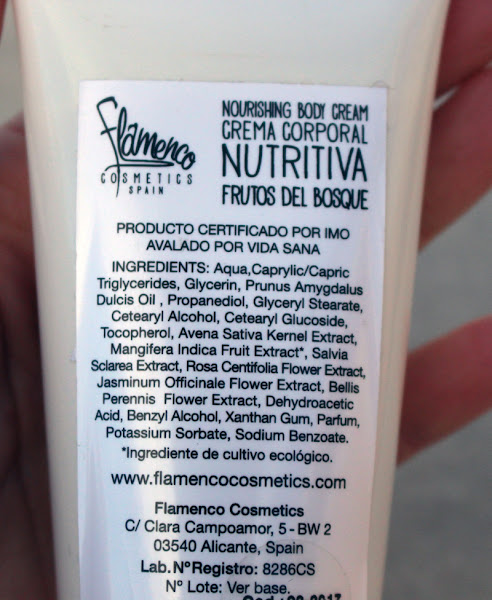 Flamenco
COSMETICS
SPAIN
NOURISHING BODY CREAM
CREMA CORPORAL
NUTRITIVA
FRUTOS DEL BOSQUE
PRODUCTO CERTIFICADO POR IMO
AVALADO POR VIDA SANA
INGREDIENTS: Aqua,Caprylic/Capric
Triglycerides, Glycerin, Prunus Amygdalus
Dulcis Oil , Propanediol, Glyceryl Stearate,
Cetearyl Alcohol, Cetearyl Glucoside,
Tocopherol, Avena Sativa Kernel Extract,
Mangifera Indica Fruit Extract*, Salvia
Sclarea Extract, Rosa Centifolia Flower Extract,
Jasminum Officinale Flower Extract, Bellis
Perennis Flower Extract, Dehydroacetic
Acid, Benzyl Alcohol, Xanthan Gum, Parfum,
Potassium Sorbate, Sodium Benzoate.
*Ingrediente de cultivo ecológico.
www.flamencocosmetics.com
Flamenco Cosmetics
C/ Clara Campoamor, 5-BW 2
03540 Alicante, Spain
Lab. NºRegistro: 8286CS
Nº Lote: Ver base.